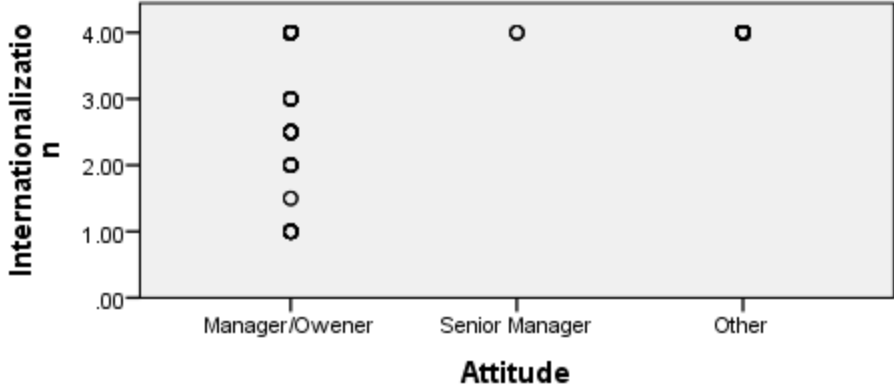 Internationalizatio
n
4.00
3.00
2.00
1.00
.00
Manager/Owener
Senior Manager
Other
Attitude